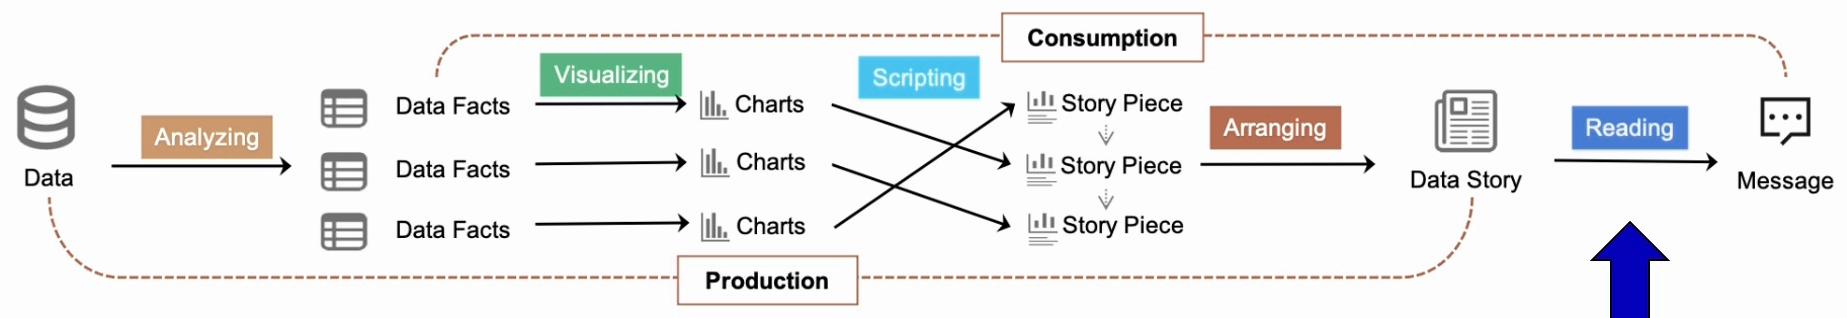 Consumption
Visualizing
Scripting
Data Facts
Charts
Story Piece
Analyzing
Arranging
Reading
Data Facts
Charts
Story Piece
Data
Data Story
Message
Data Facts
Charts
Story Piece
Production